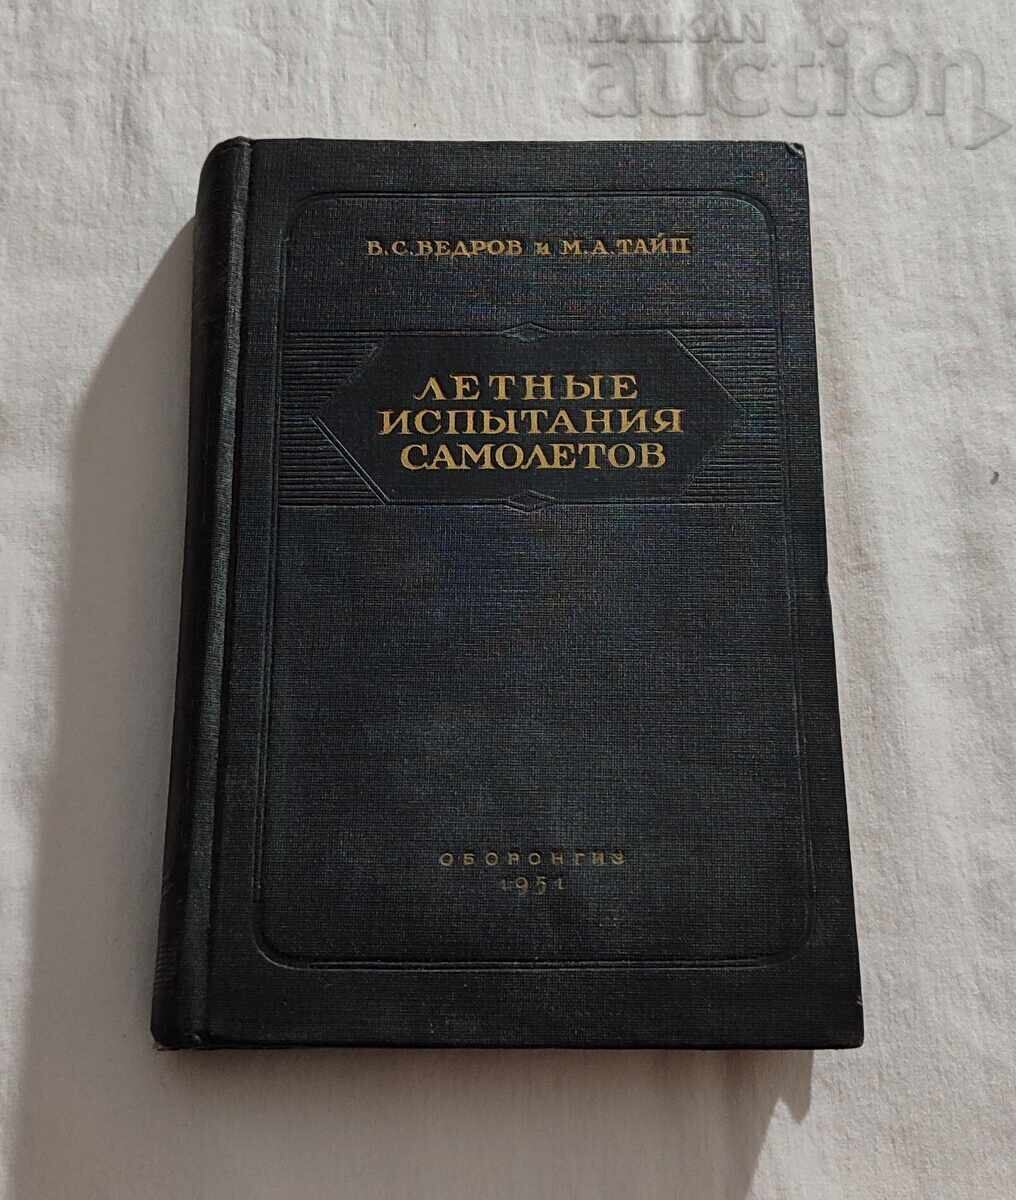 BALKAN
auction
В.С.ВЕДРОВ и М.А.ТАЙЦ
ЛЕТНЫЕ
ИСПЫТАНИЯ
САМОЛЕТОВ
ОБОРОНГИЗ
1951